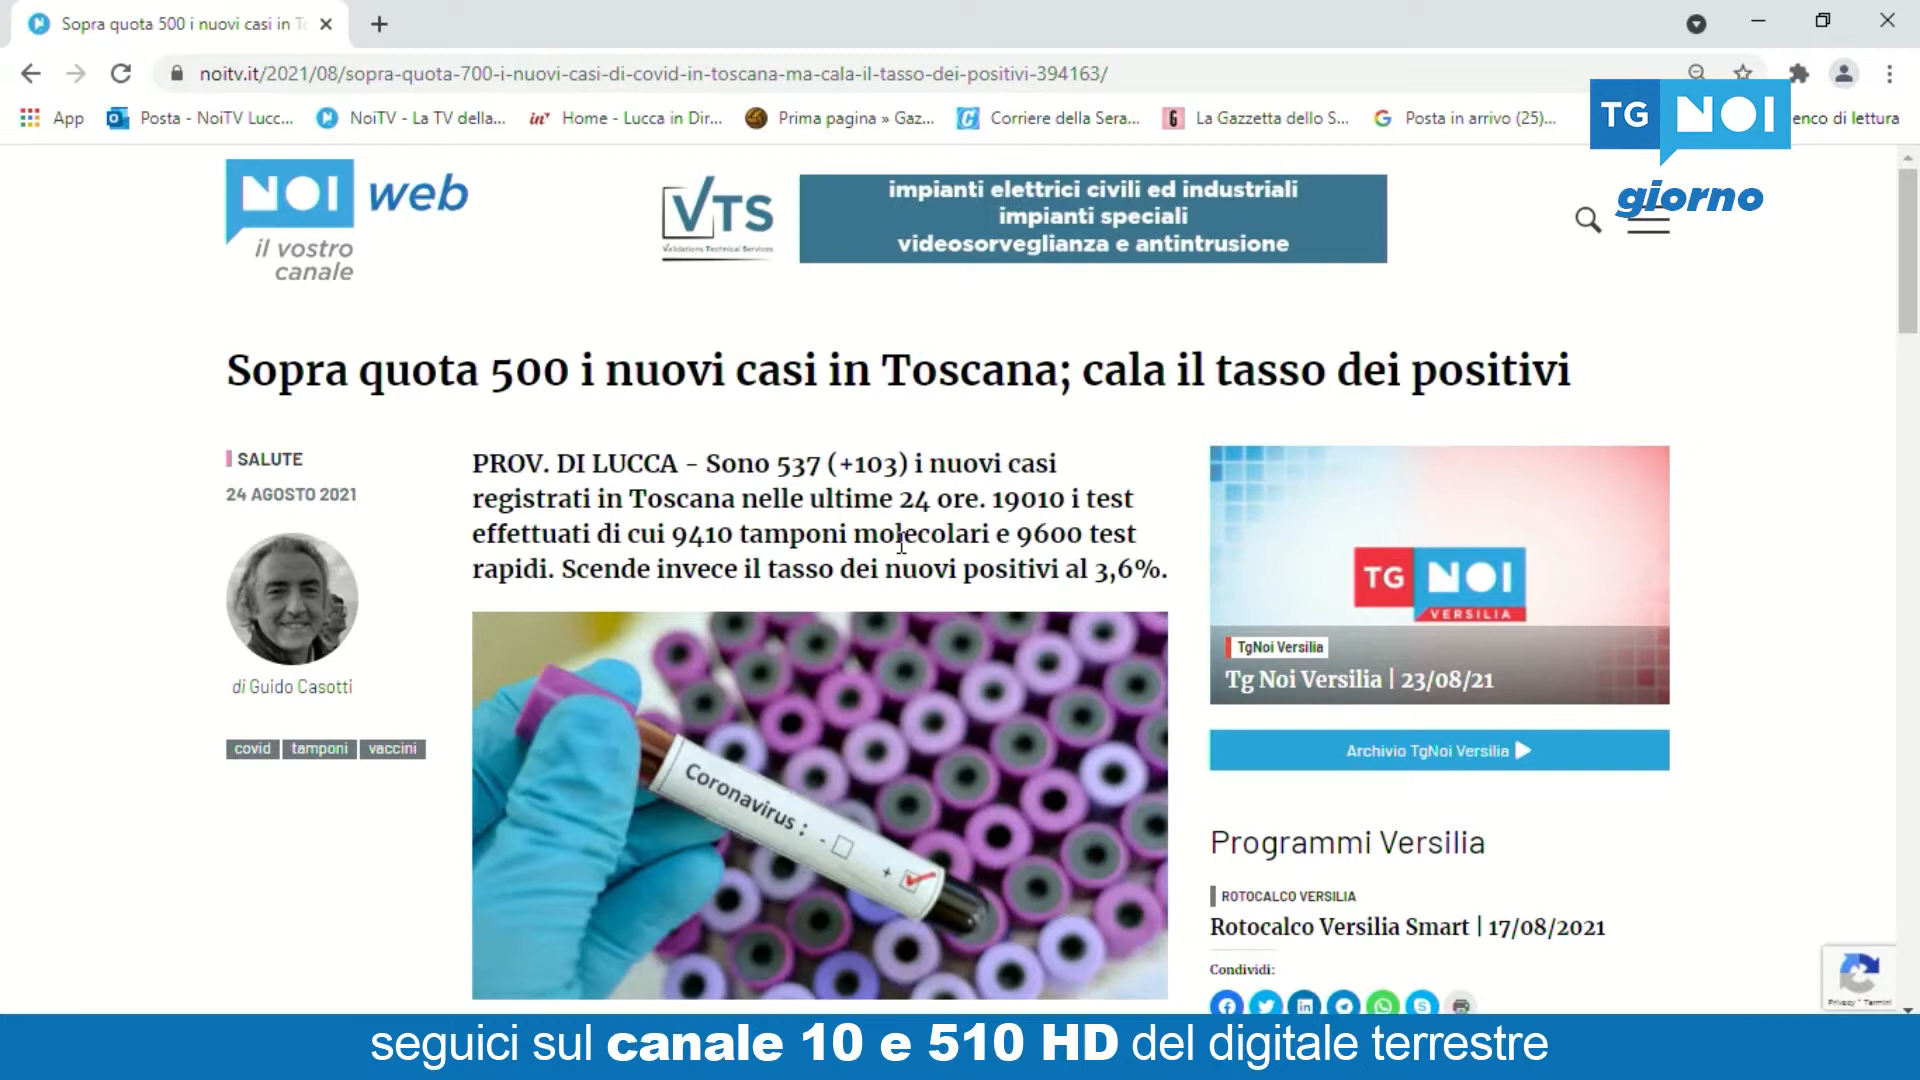 Sopra quota 500 i nuovi casi in T
noitv.it/2021/08/sopra-quota-700-i-nuovi-casi-di-covid-in-toscana-ma-cala-il-tasso-dei-positivi-394163/
App
Posta - NoiTV Lucc...
NoiTV - La TV della...
in
Home - Lucca in Dir...
Prima pagina » Gaz...
Corriere della Sera...
G
La Gazzetta dello S...
G
Posta in arrivo (25)...
enco di lettura
TG NOI
giorno
NOI web
il vostro
canale
VTS
Validations Technical Services
impianti elettrici civili ed industriali
impianti speciali
videosorveglianza e antintrusione
Sopra quota 500 i nuovi casi in Toscana; cala il tasso dei positivi
SALUTE
24 AGOSTO 2021
di Guido Casotti
covid tamponi vaccini
PROV. DI LUCCA - Sono 537 (+103) i nuovi casi
registrati in Toscana nelle ultime 24 ore. 19010 i test
effettuati di cui 9410 tamponi molecolari e 9600 test
rapidi. Scende invece il tasso dei nuovi positivi al 3,6%.
Coronavirus :
-
+
TG NOI
VERSILIA
TgNoi Versilia
Tg Noi Versilia | 23/08/21
Archivio TgNoi Versilia
Programmi Versilia
ROTOCALCO VERSILIA
Rotocalco Versilia Smart | 17/08/2021
Condividi:
Privacy - Termini
seguici sul canale 10 e 510 HD del digitale terrestre